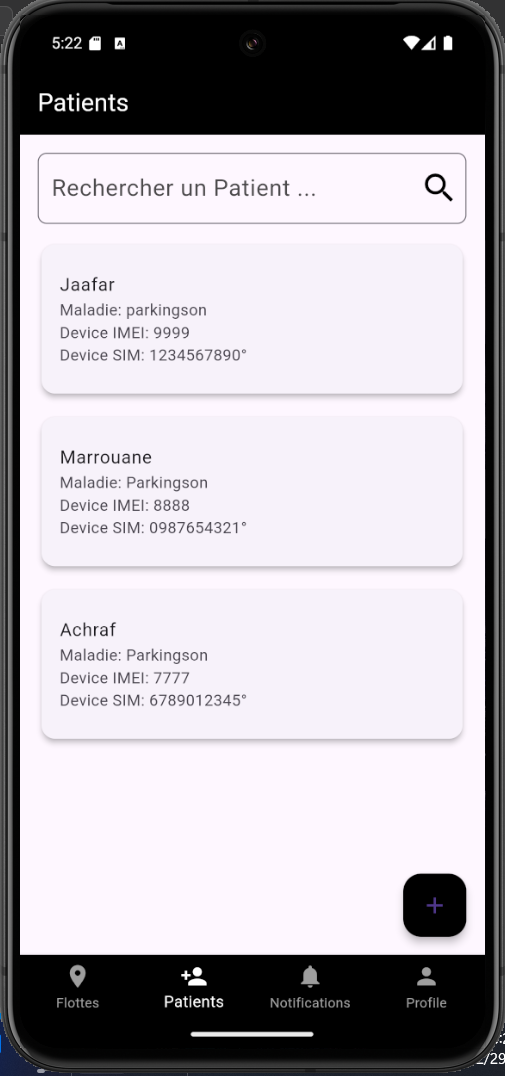 5:22
Patients
Rechercher un Patient ...
Jaafar
Maladie: parkingson
Device IMEI: 9999
Device SIM: 1234567890°
Marrouane
Maladie: Parkingson
Device IMEI: 8888
Device SIM: 0987654321°
Achraf
Maladie: Parkingson
Device IMEI: 7777
Device SIM: 6789012345°
+
Flottes
Patients
Notifications
Profile